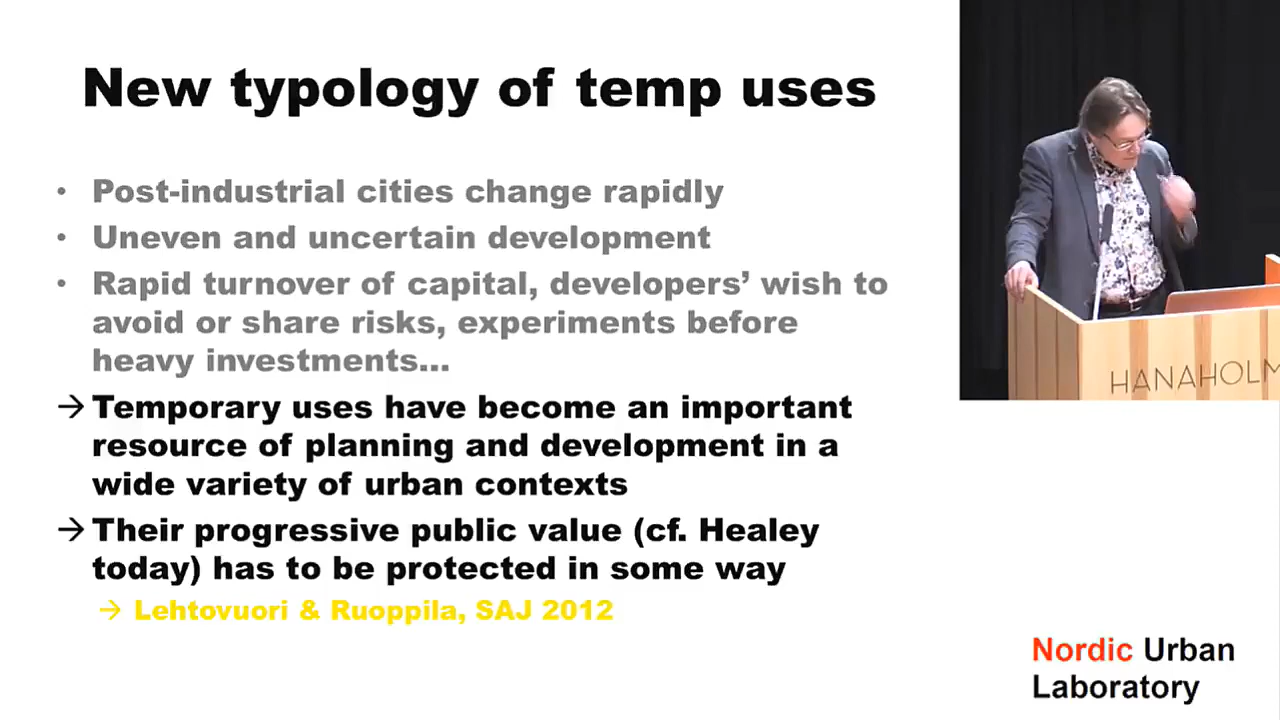 New typology of temp uses
• Post-industrial cities change rapidly
• Uneven and uncertain development
• Rapid turnover of capital, developers’ wish to
avoid or share risks, experiments before
heavy investments…
→ Temporary uses have become an important
resource of planning and development in a
wide variety of urban contexts
→ Their progressive public value (cf. Healey
today) has to be protected in some way
→ Lehtovuori & Ruoppila, SAJ 2012
HANAHOLM
Nordic Urban
Laboratory